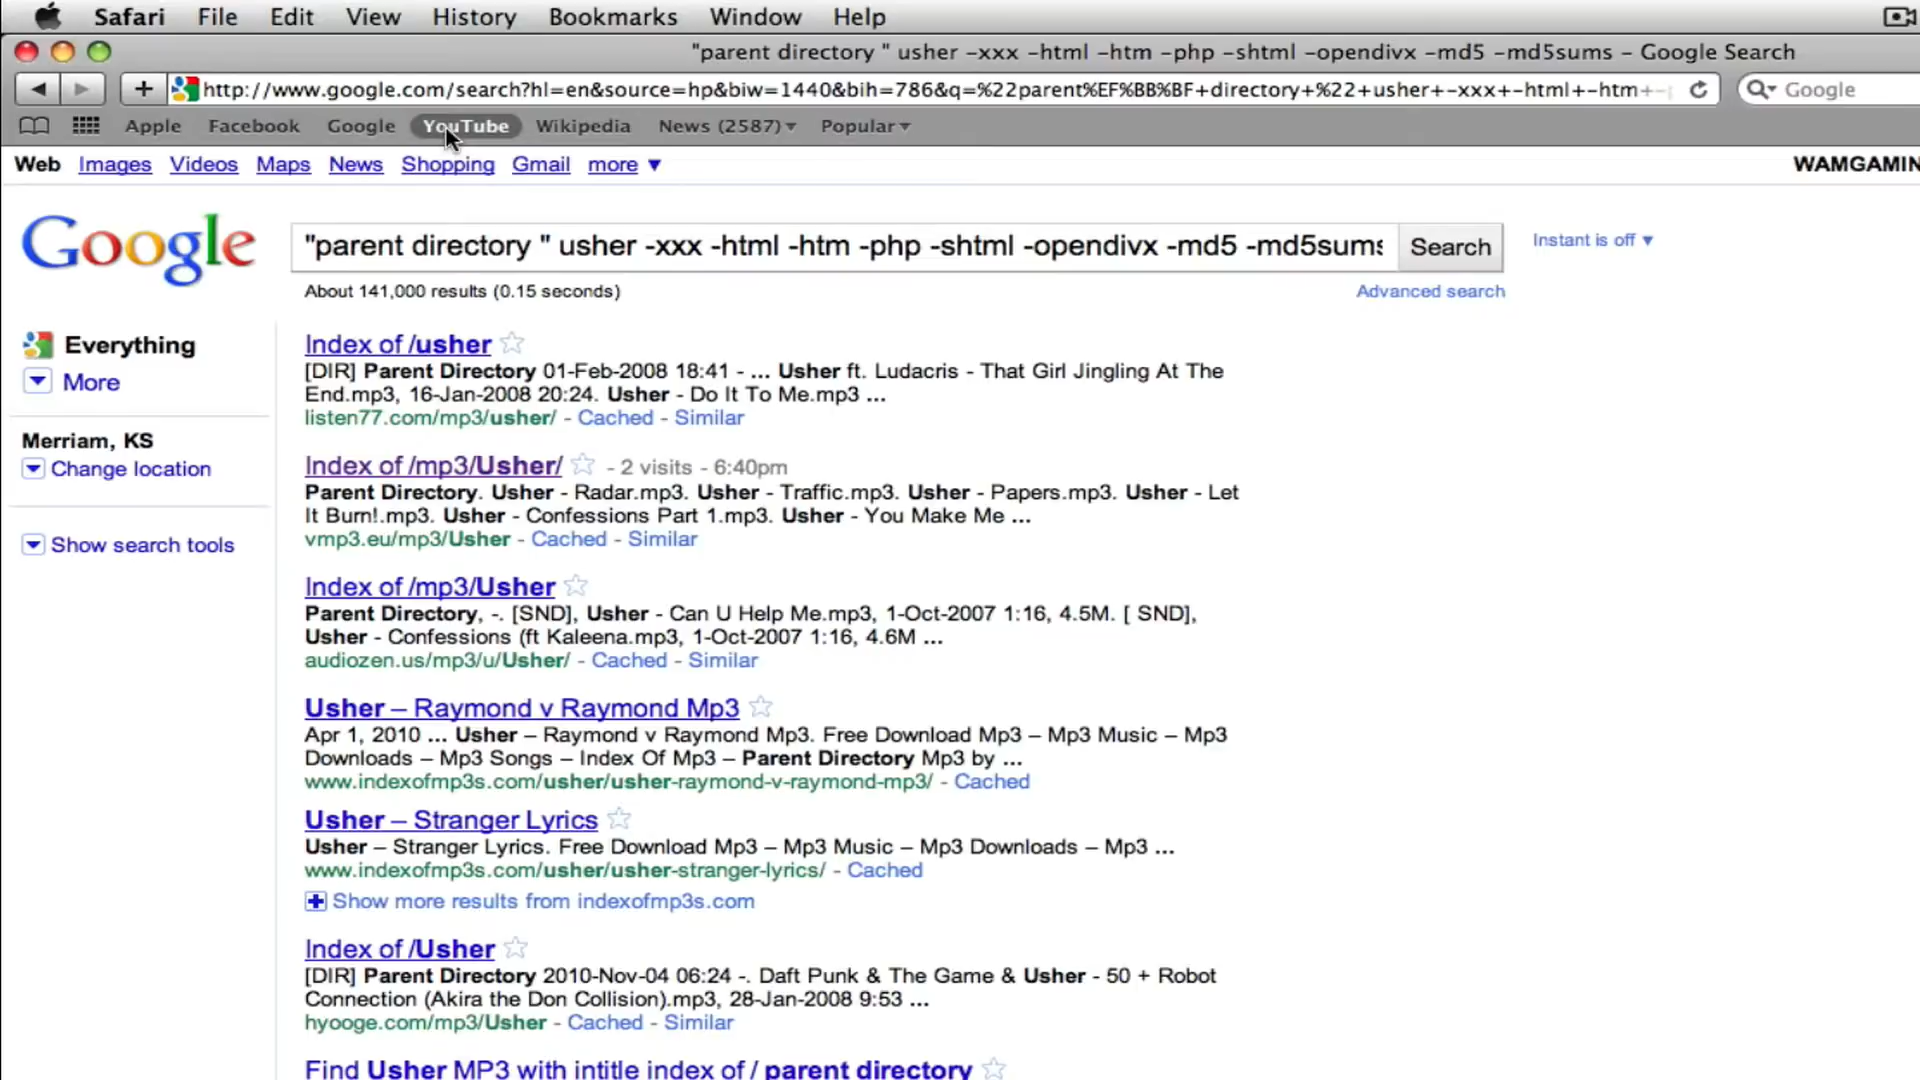 Safari File Edit View History Bookmarks Window Help
"parent directory " usher -xxx -html -htm -php -shtml -opendivx -md5 -md5sums – Google Search
http://www.google.com/search?hl=en&source=hp&biw=1440&bih=786&q=%22parent%EF%BB%BF+directory+%22+usher+-xxx+-html+-htm+- Google
Apple Facebook Google YouTube Wikipedia News (2587)▾ Popular▾
Web Images Videos Maps News Shopping Gmail more ▼ WAMGAMIN
Google "parent directory " usher -xxx -html -htm -php -shtml -opendivx -md5 -md5sums Search Instant is off ▼
About 141,000 results (0.15 seconds) Advanced search
Everything
More
Merriam, KS
Change location
Show search tools
Index of /usher
[DIR] Parent Directory 01-Feb-2008 18:41 - ... Usher ft. Ludacris - That Girl Jingling At The
End.mp3, 16-Jan-2008 20:24. Usher - Do It To Me.mp3 ...
listen77.com/mp3/usher/ - Cached - Similar
Index of /mp3/Usher/ - 2 visits - 6:40pm
Parent Directory. Usher - Radar.mp3. Usher - Traffic.mp3. Usher - Papers.mp3. Usher - Let
It Burn!.mp3. Usher - Confessions Part 1.mp3. Usher - You Make Me ...
vmp3.eu/mp3/Usher - Cached - Similar
Index of /mp3/Usher
Parent Directory, -. [SND], Usher - Can U Help Me.mp3, 1-Oct-2007 1:16, 4.5M. [ SND],
Usher - Confessions (ft Kaleena.mp3, 1-Oct-2007 1:16, 4.6M ...
audiozen.us/mp3/u/Usher/ - Cached - Similar
Usher – Raymond v Raymond Mp3
Apr 1, 2010 ... Usher – Raymond v Raymond Mp3. Free Download Mp3 – Mp3 Music – Mp3
Downloads – Mp3 Songs – Index Of Mp3 – Parent Directory Mp3 by ...
www.indexofmp3s.com/usher/usher-raymond-v-raymond-mp3/ - Cached
Usher – Stranger Lyrics
Usher – Stranger Lyrics. Free Download Mp3 – Mp3 Music – Mp3 Downloads – Mp3 ...
www.indexofmp3s.com/usher/usher-stranger-lyrics/ - Cached
Show more results from indexofmp3s.com
Index of /Usher
[DIR] Parent Directory 2010-Nov-04 06:24 -. Daft Punk & The Game & Usher - 50 + Robot
Connection (Akira the Don Collision).mp3, 28-Jan-2008 9:53 ...
hyooge.com/mp3/Usher - Cached - Similar
Find Usher MP3 with intitle index of / parent directory